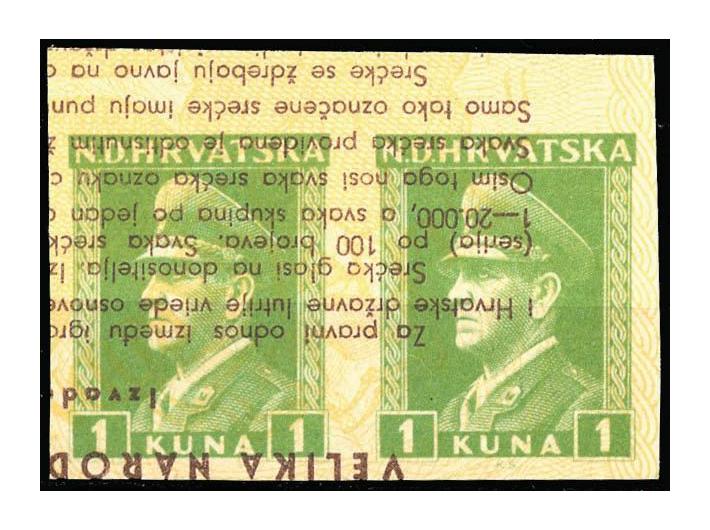 N.D.HRVATSKA N.D.HRVATSKA
1 KUNA 1 1 KUNA 1
K.S.
VELIKA NAROD
Izvad
Za pravni odnos između igra
i Hrvatske državne lutrije vriede osnove
Srećka glasi na donositelja. Iz
(serija) po 100 brojeva. Svaka srećk
1—20.000, a svaka skupina po jedan
Osim toga nosi svaka srećka oznaku
Svaka srećka providena je odtisnutim
Samo tako označene srećke imaju pun
Srećke se ždrebaju javno na